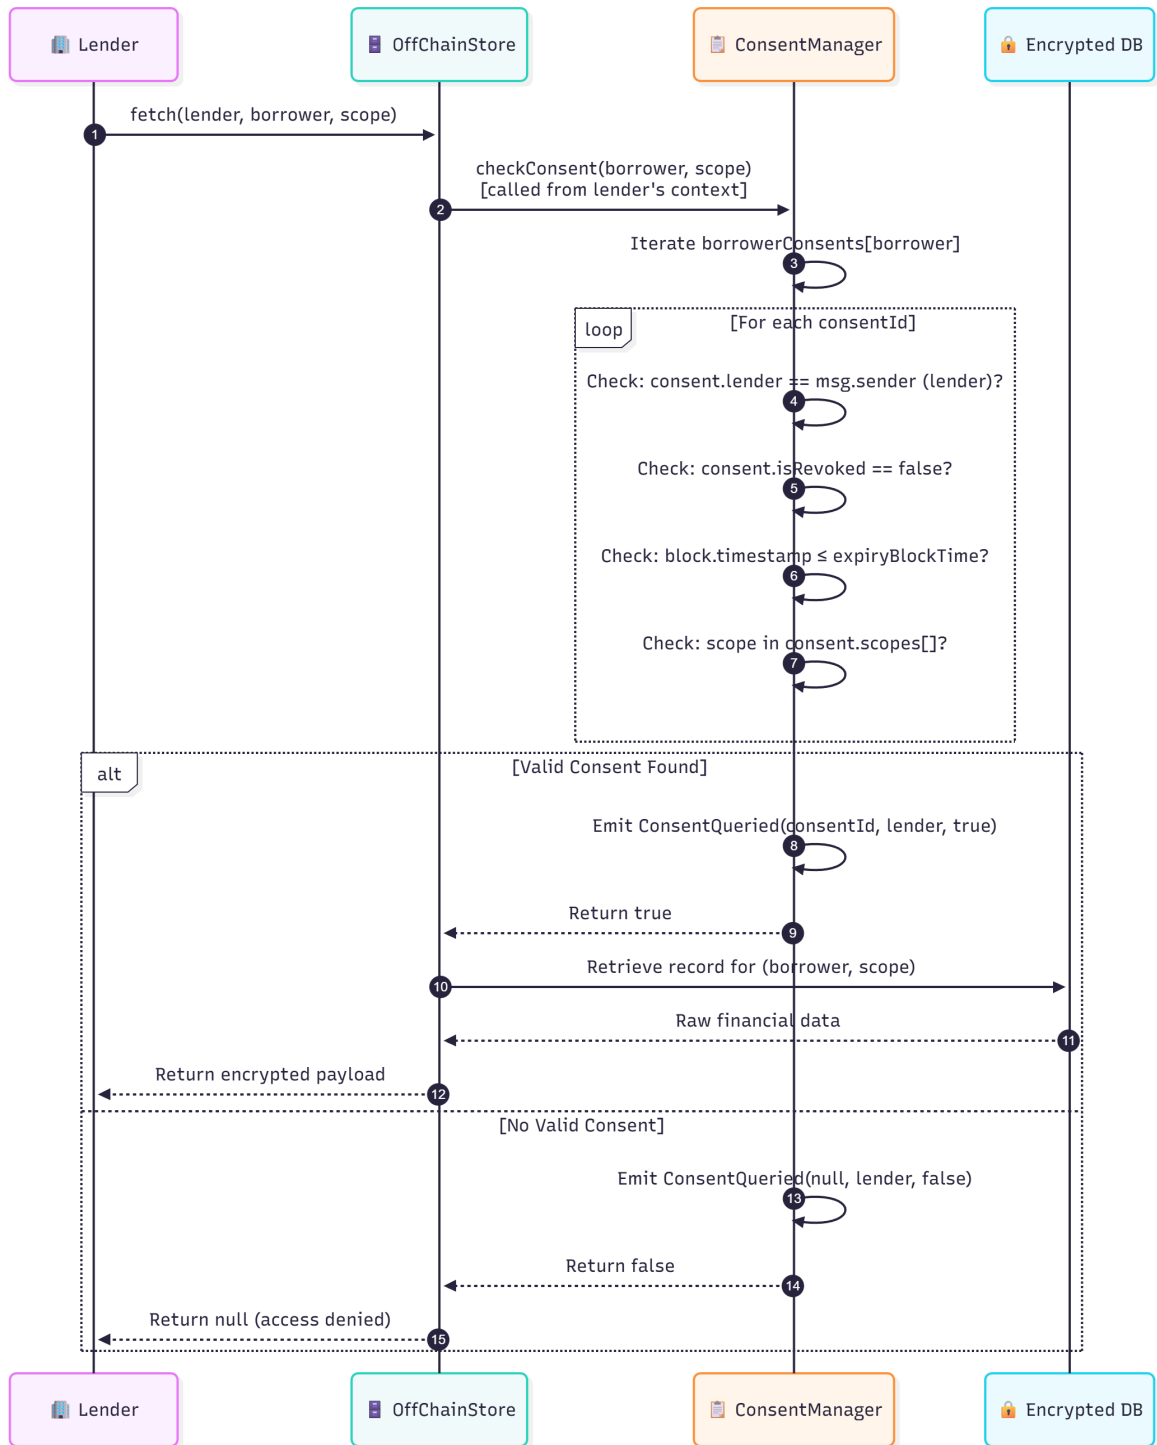 Lender
OffChainStore
ConsentManager
Encrypted DB
fetch(lender, borrower, scope)
1
checkConsent(borrower, scope)
[called from lender's context]
2
Iterate borrowerConsents[borrower]
3
loop
[For each consentId]
Check: consent.lender == msg.sender (lender)?
4
Check: consent.isRevoked == false?
5
Check: block.timestamp ≤ expiryBlockTime?
6
Check: scope in consent.scopes[]?
7
alt
[Valid Consent Found]
Emit ConsentQueried(consentId, lender, true)
8
Return true
9
Retrieve record for (borrower, scope)
10
Raw financial data
11
Return encrypted payload
12
[No Valid Consent]
Emit ConsentQueried(null, lender, false)
13
Return false
14
Return null (access denied)
15
Lender
OffChainStore
ConsentManager
Encrypted DB